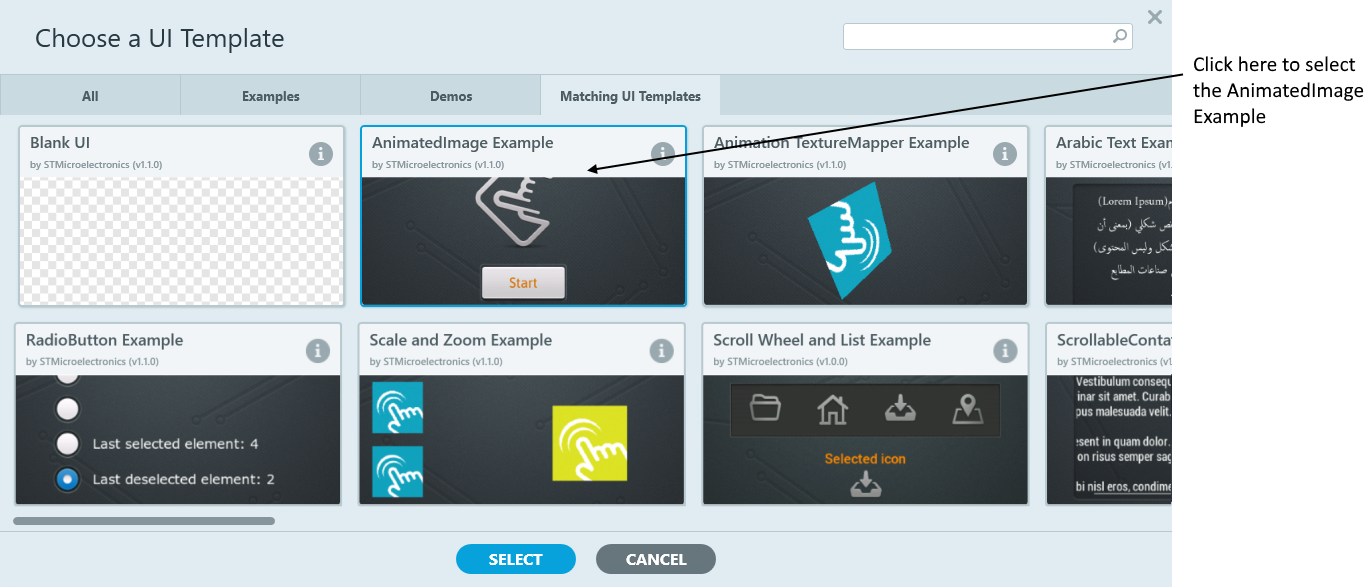 Choose a UI Template
Click here to select
the AnimatedImage
Example
All
Examples
Demos
Matching UI Templates
Blank UI
by STMicroelectronics (v1.1.0)
AnimatedImage Example
by STMicroelectronics (v1.1.0)
Start
Animation TextureMapper Example
by STMicroelectronics (v1.1.0)
Arabic Text Exam
by STMicroelectronics (v1.1
(Lorem Ipsum)
نص شكلي (بمعنى أن
شكل وليس المحتوى)
صناعات المطابع
RadioButton Example
by STMicroelectronics (v1.1.0)
Last selected element: 4
Last deselected element: 2
Scale and Zoom Example
by STMicroelectronics (v1.1.0)
Scroll Wheel and List Example
by STMicroelectronics (v1.0.0)
Selected icon
ScrollableContai
by STMicroelectronics (v1.
Vestibulum consequ
inar sit amet. Curab
pus malesuada velit.
esent in quam dolor.
on risus semper sag
bi nisl eros, condime
SELECT
CANCEL